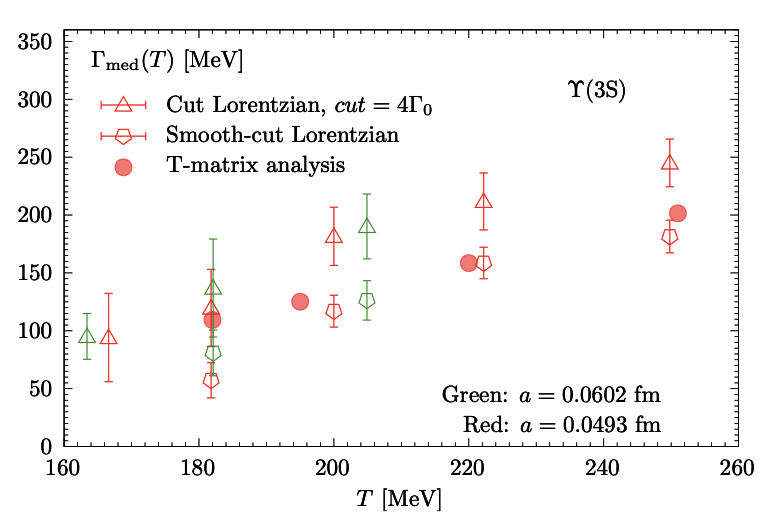 350
300
250
200
150
100
50
0
Γmed(T) [MeV]
ϒ(3S)
Cut Lorentzian, cut = 4Γ0
Smooth-cut Lorentzian
T-matrix analysis
Green: a = 0.0602 fm
Red: a = 0.0493 fm
160 180 200 220 240 260
T [MeV]